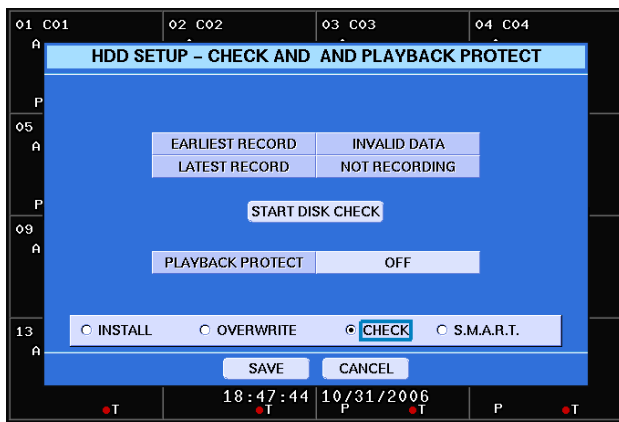 01 C01 02 C02 03 C03 04 C04
A
HDD SETUP – CHECK AND AND PLAYBACK PROTECT
P
05
A
EARLIEST RECORD INVALID DATA
LATEST RECORD NOT RECORDING
P
START DISK CHECK
09
A
PLAYBACK PROTECT OFF
13 INSTALL OVERWRITE CHECK S.M.A.R.T.
A
SAVE CANCEL
18:47:44 10/31/2006
T T P T P T